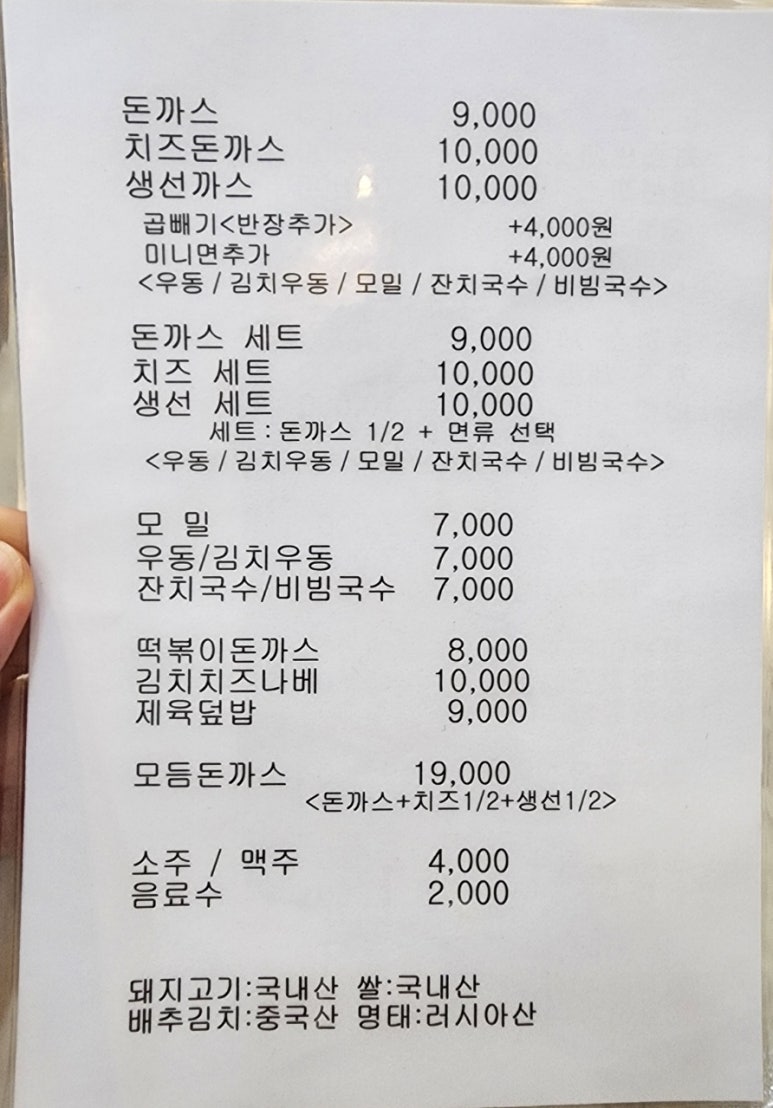 돈까스 9,000
치즈돈까스 10,000
생선까스 10,000
곱빼기<반장추가> +4,000원
미니면추가 +4,000원
<우동 / 김치우동 / 모밀 / 잔치국수 / 비빔국수>
돈까스 세트 9,000
치즈 세트 10,000
생선 세트 10,000
세트 : 돈까스 1/2 + 면류 선택
<우동 / 김치우동 / 모밀 / 잔치국수 / 비빔국수>
모 밀 7,000
우동/김치우동 7,000
잔치국수/비빔국수 7,000
떡볶이돈까스 8,000
김치치즈나베 10,000
제육덮밥 9,000
모듬돈까스 19,000
<돈까스+치즈1/2+생선1/2>
소주 / 맥주 4,000
음료수 2,000
돼지고기:국내산 쌀:국내산
배추김치:중국산 명태:러시아산